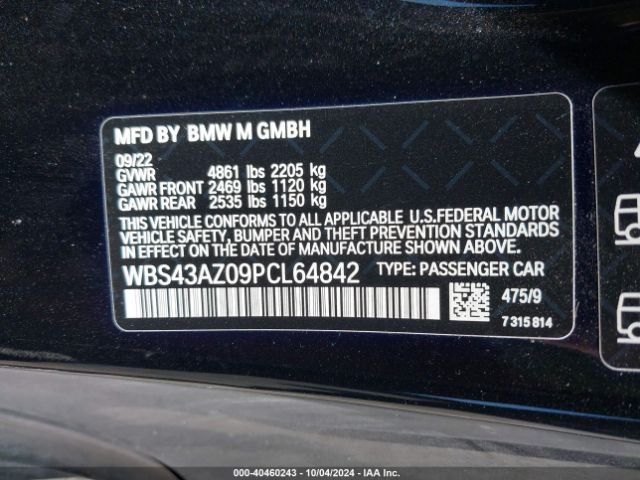 MFD BY BMW M GMBH
09/22
GVWR 4861 lbs 2205 kg
GAWR FRONT 2469 lbs 1120 kg
GAWR REAR 2535 lbs 1150 kg
THIS VEHICLE CONFORMS TO ALL APPLICABLE U.S.FEDERAL MOTOR
VEHICLE SAFETY, BUMPER AND THEFT PREVENTION STANDARDS
IN EFFECT ON THE DATE OF MANUFACTURE SHOWN ABOVE.
WBS43AZ09PCL64842 TYPE: PASSENGER CAR
475/9
7 315 814
000-40460243 - 10/04/2024 - IAA Inc.